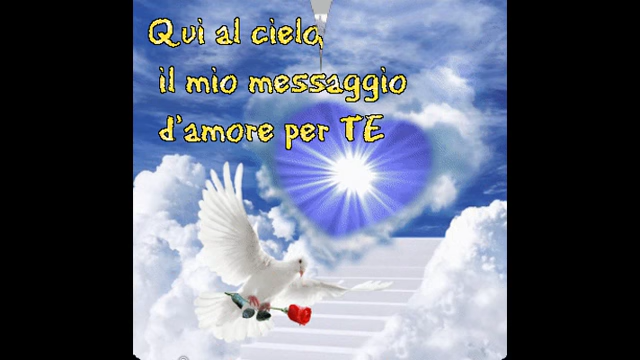 Qui al cielo,
il mio messaggio
d'amore per TE